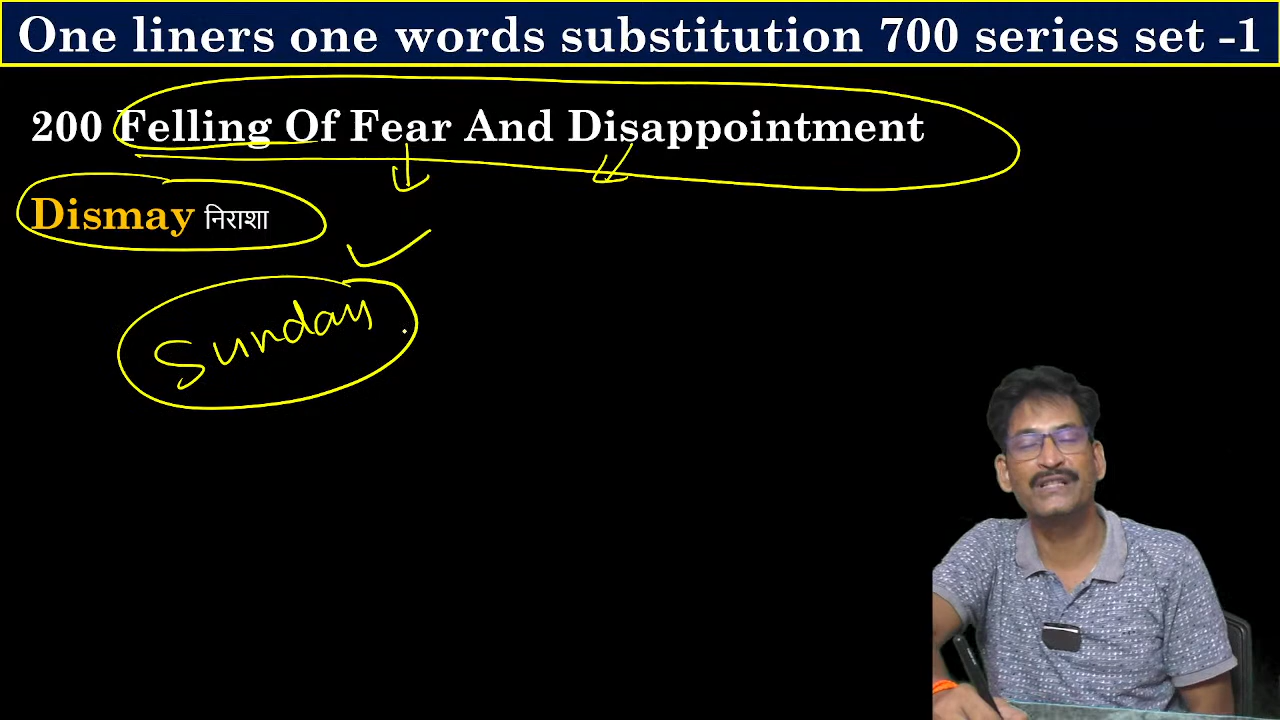 One liners one words substitution 700 series set -1
200 Felling Of Fear And Disappointment
Dismay निराशा
Sunday